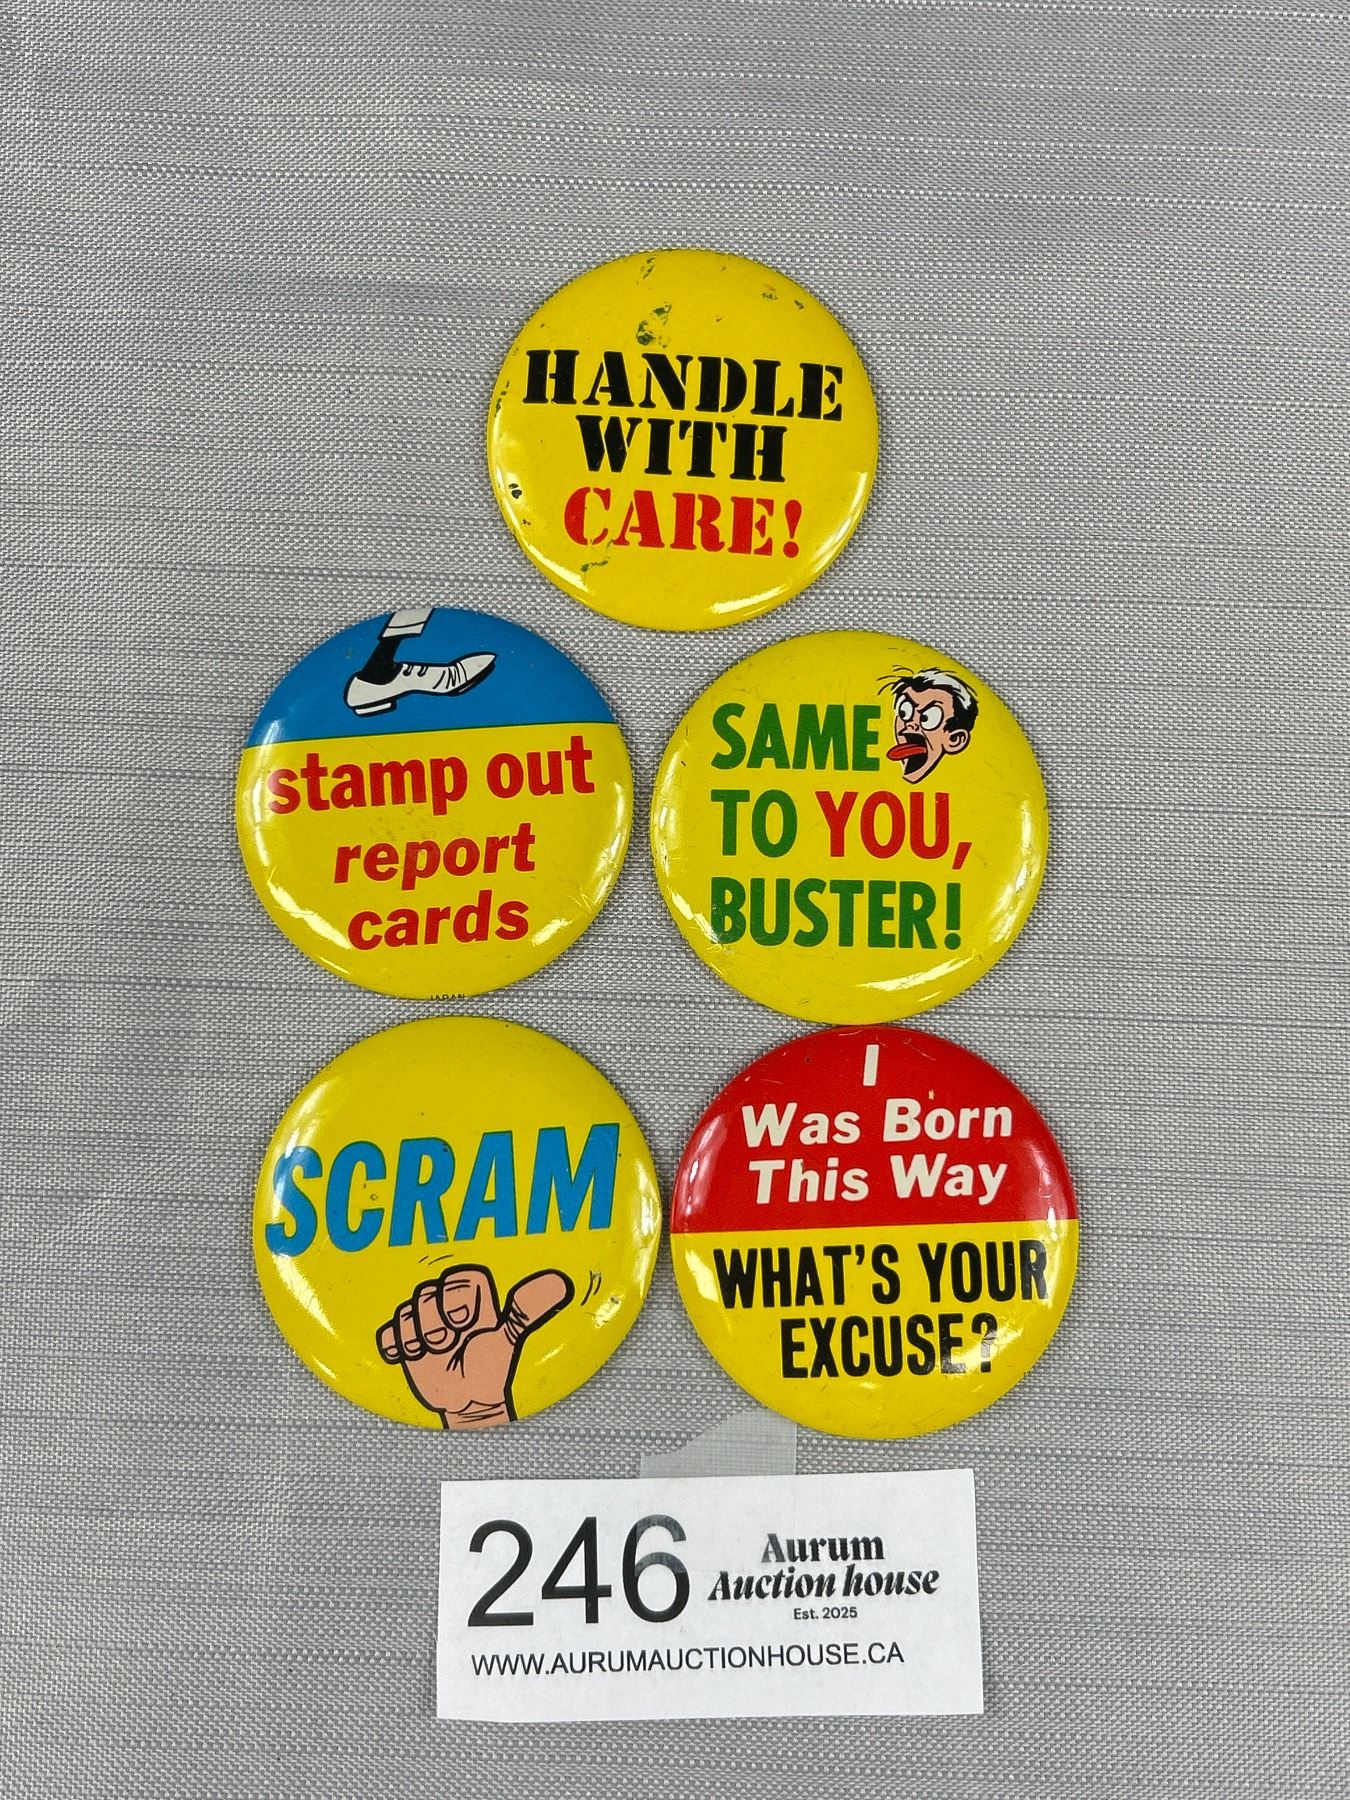 HANDLE
WITH
CARE!
stamp out
report
cards
JAPAN
SAME
TO YOU,
BUSTER!
SCRAM
I
Was Born
This Way
WHAT'S YOUR
EXCUSE?
246
Aurum
Auction house
Est. 2025
WWW.AURUMAUCTIONHOUSE.CA